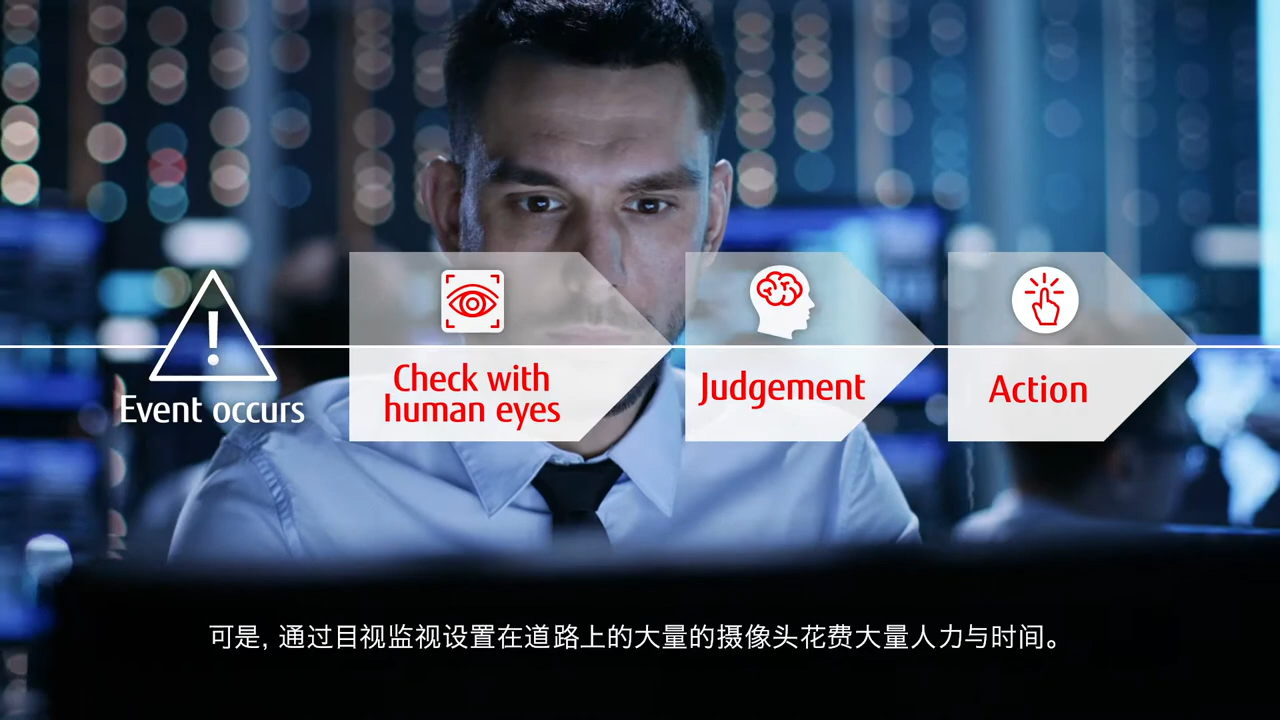 Event occurs
Check with
human eyes
Judgement
Action
可是, 通过目视监视设置在道路上的大量的摄像头花费大量人力与时间。